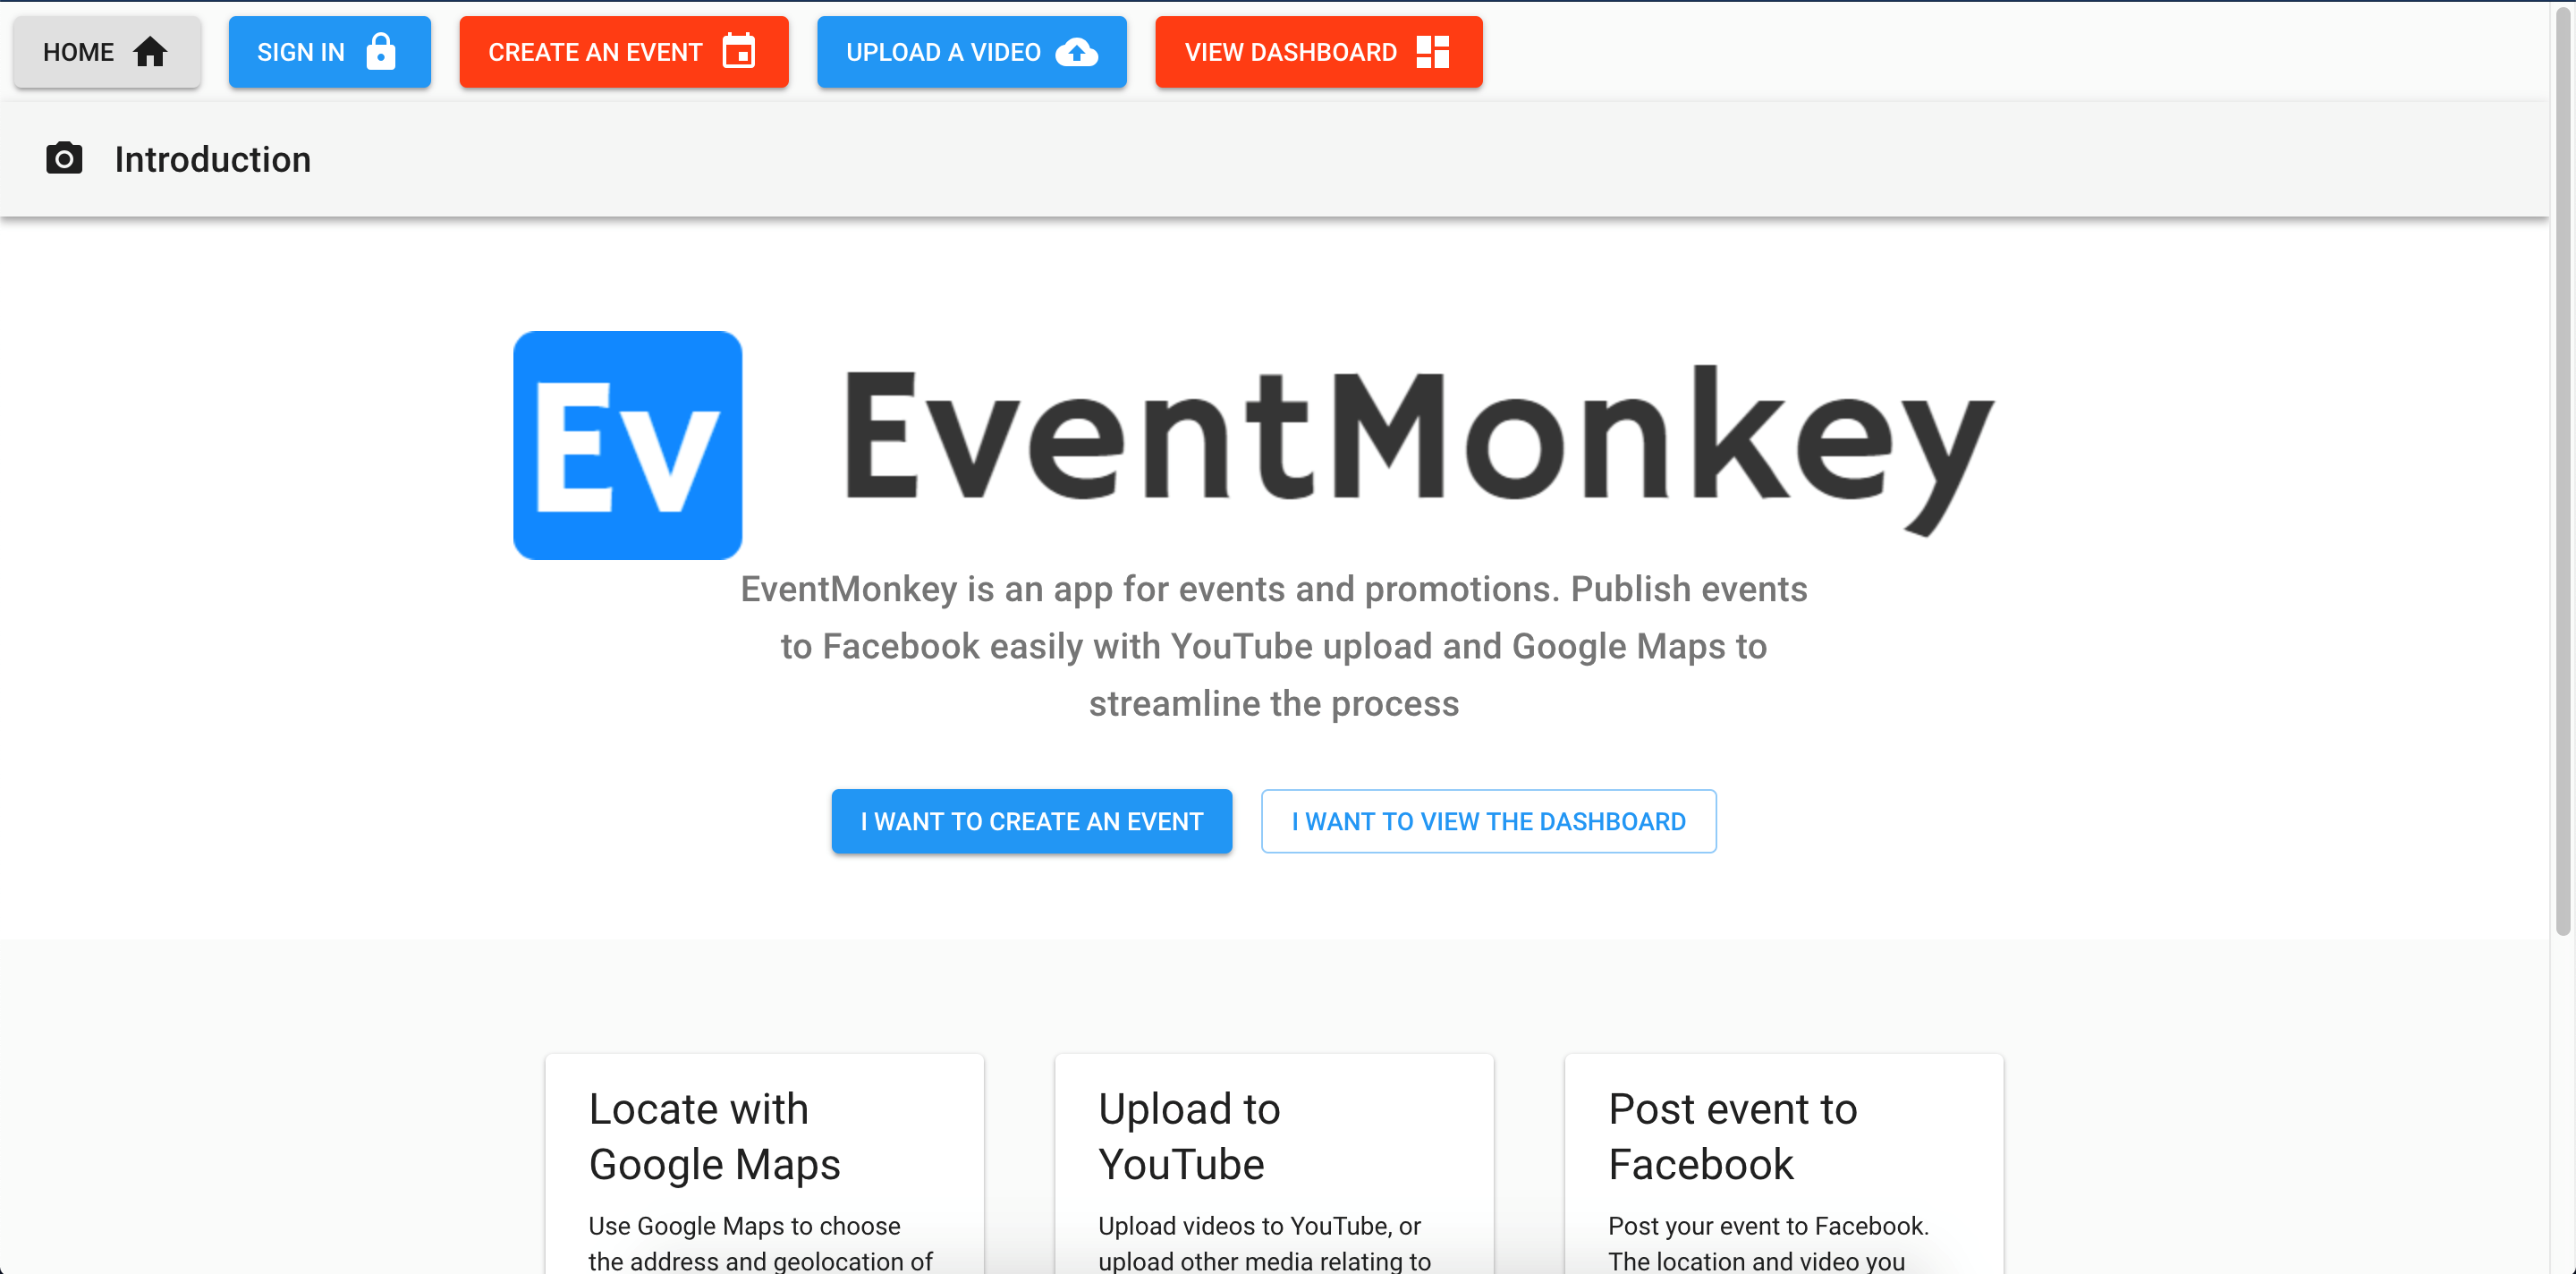 HOME
SIGN IN
CREATE AN EVENT
UPLOAD A VIDEO
VIEW DASHBOARD
Introduction
Ev
EventMonkey
EventMonkey is an app for events and promotions. Publish events
to Facebook easily with YouTube upload and Google Maps to
streamline the process
I WANT TO CREATE AN EVENT
I WANT TO VIEW THE DASHBOARD
Locate with
Google Maps
Use Google Maps to choose
the address and geolocation of
Upload to
YouTube
Upload videos to YouTube, or
upload other media relating to
Post event to
Facebook
Post your event to Facebook.
The location and video you